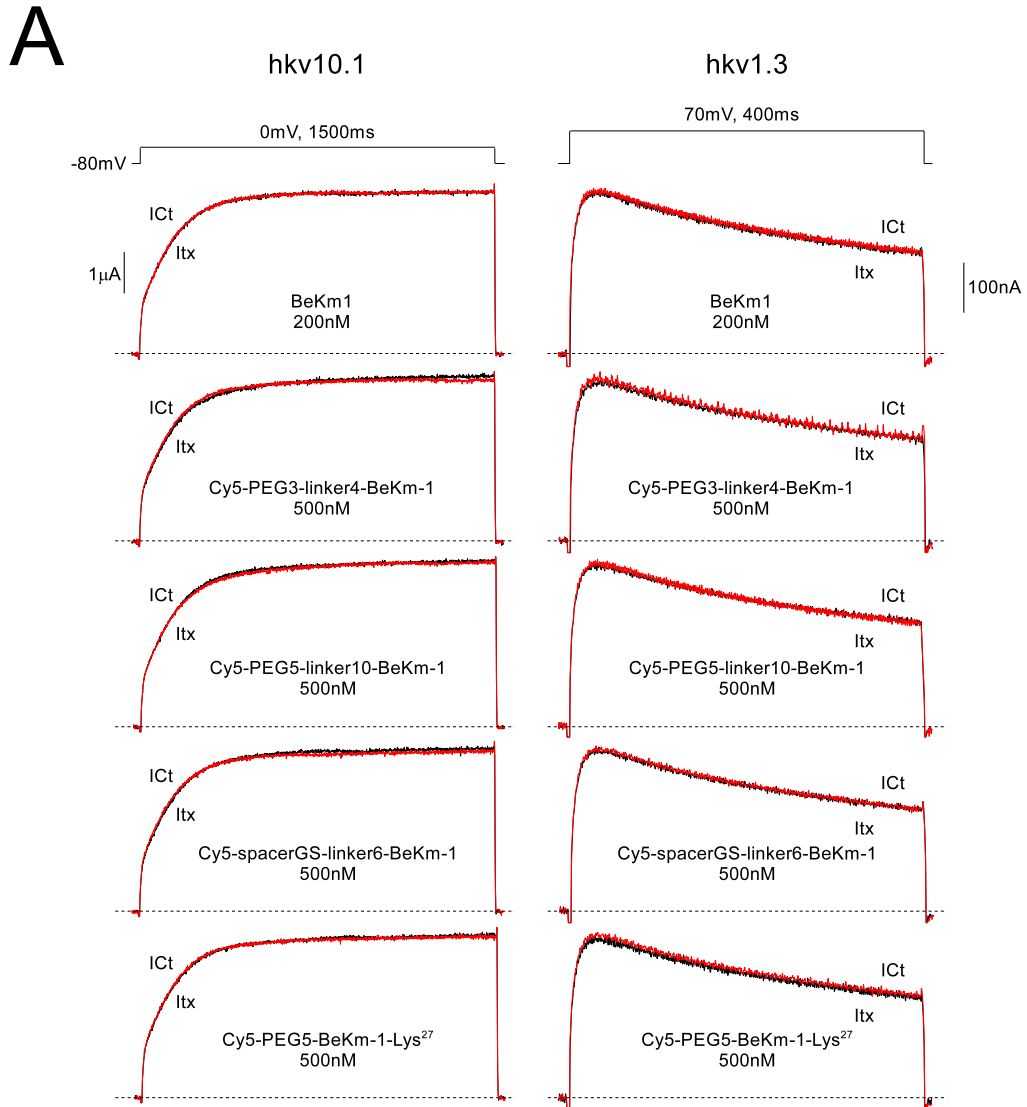 A
hkv10.1
hkv1.3
0mV, 1500ms
70mV, 400ms
-80mV
ICt
Itx
1µA
BeKm1
200nM
ICt
Itx
100nA
BeKm1
200nM
ICt
Itx
Cy5-PEG3-linker4-BeKm-1
500nM
ICt
Itx
Cy5-PEG3-linker4-BeKm-1
500nM
ICt
Itx
Cy5-PEG5-linker10-BeKm-1
500nM
ICt
Itx
Cy5-PEG5-linker10-BeKm-1
500nM
ICt
Itx
Cy5-spacerGS-linker6-BeKm-1
500nM
ICt
Itx
Cy5-spacerGS-linker6-BeKm-1
500nM
ICt
Itx
Cy5-PEG5-BeKm-1-Lys²⁷
500nM
ICt
Itx
Cy5-PEG5-BeKm-1-Lys²⁷
500nM